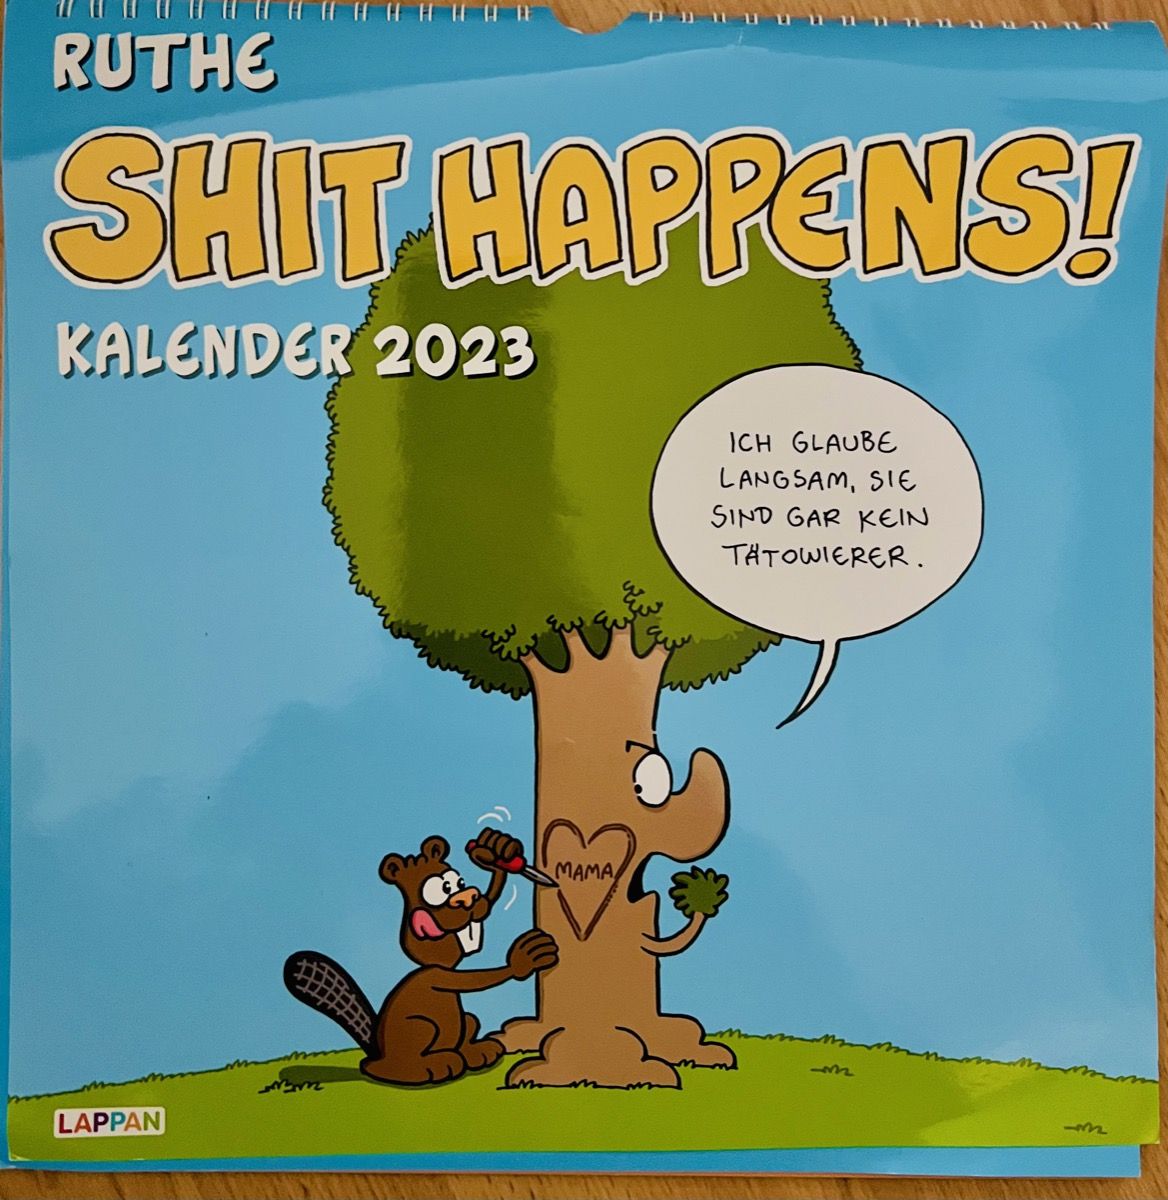 RUTHE
SHIT HAPPENS!
KALENDER 2023
ICH GLAUBE
LANGSAM, SIE
SIND GAR KEIN
TÄTOWIERER.
MAMA
LAPPAN